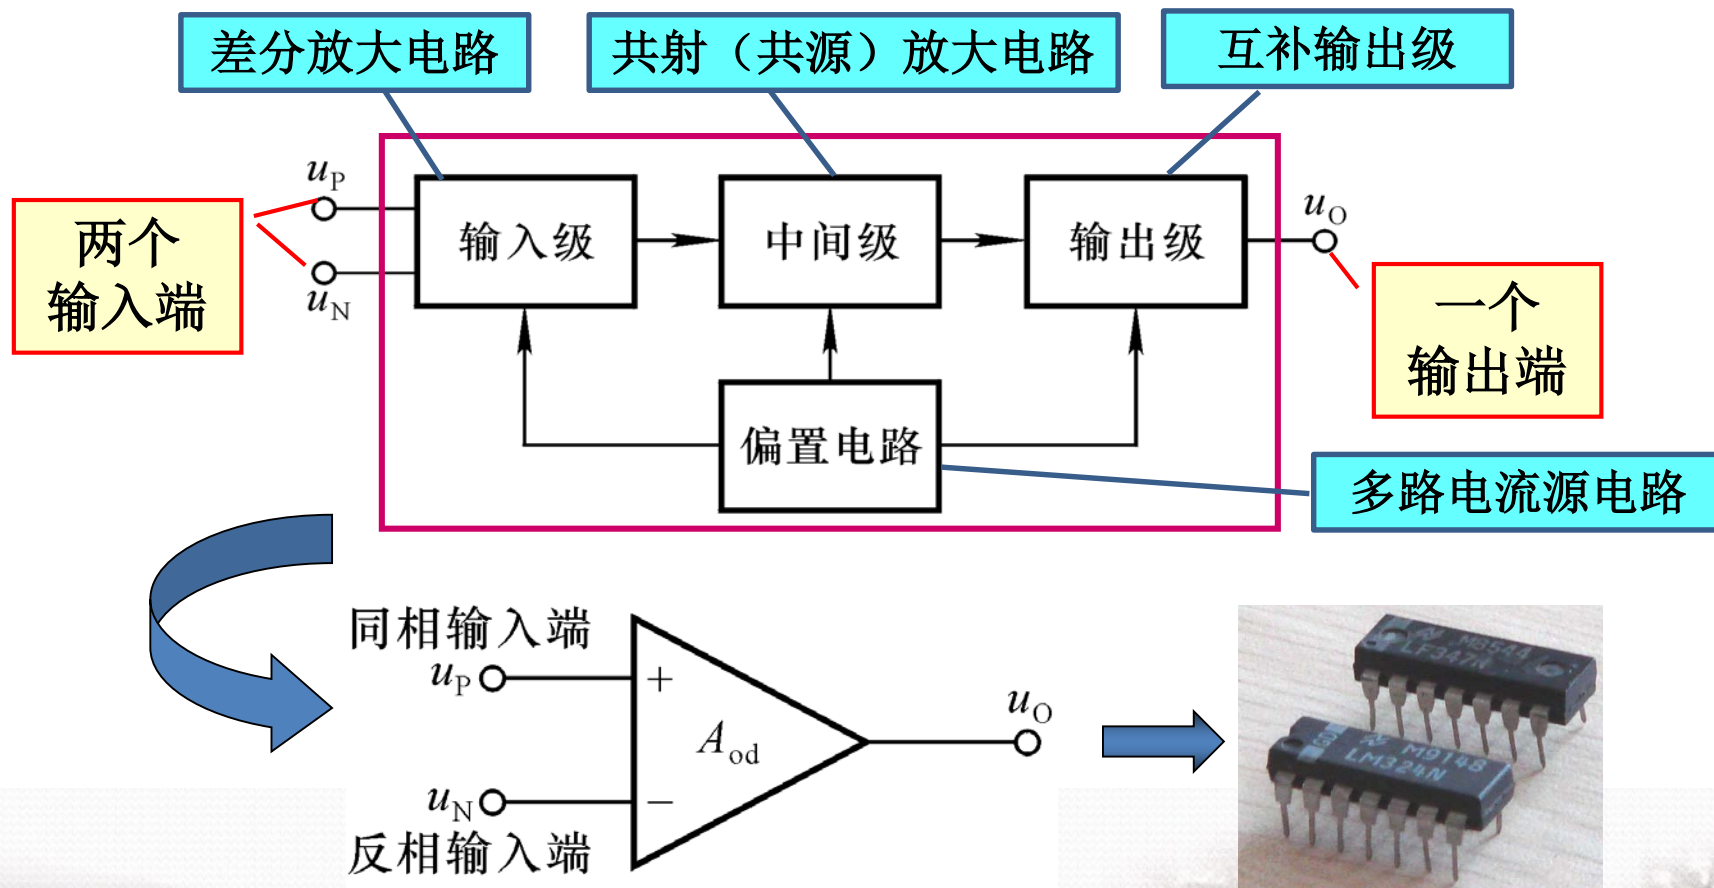 差分放大电路
共射（共源）放大电路
互补输出级
uP
uN
两个
输入端
输入级
中间级
输出级
uO
一个
输出端
偏置电路
多路电流源电路
同相输入端
uP
+
Aod
uO
uN
−
反相输入端
M8544
LF347N
M9148
LM324N